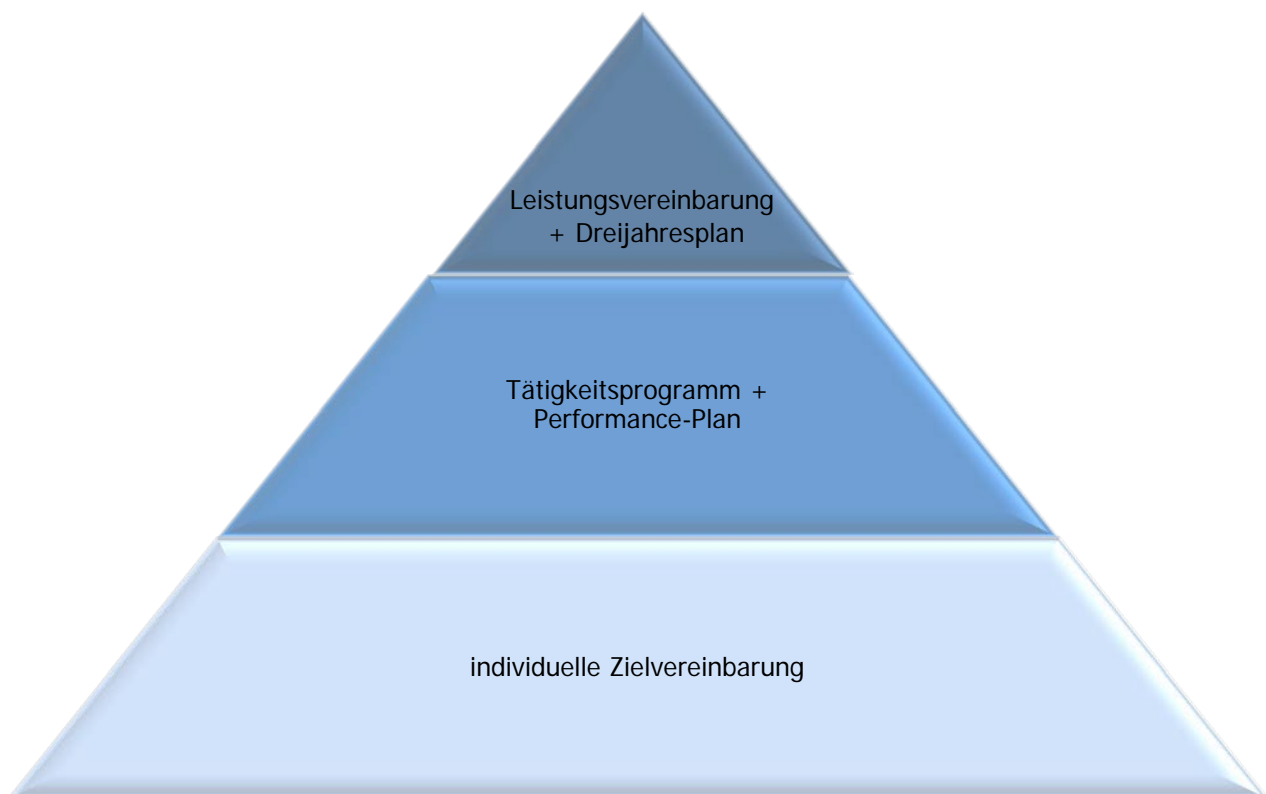 Leistungsvereinbarung
+ Dreijahresplan
Tätigkeitsprogramm +
Performance-Plan
individuelle Zielvereinbarung